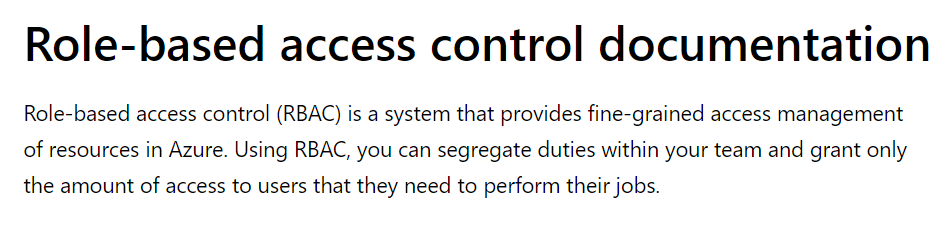 Role-based access control documentation
Role-based access control (RBAC) is a system that provides fine-grained access management
of resources in Azure. Using RBAC, you can segregate duties within your team and grant only
the amount of access to users that they need to perform their jobs.